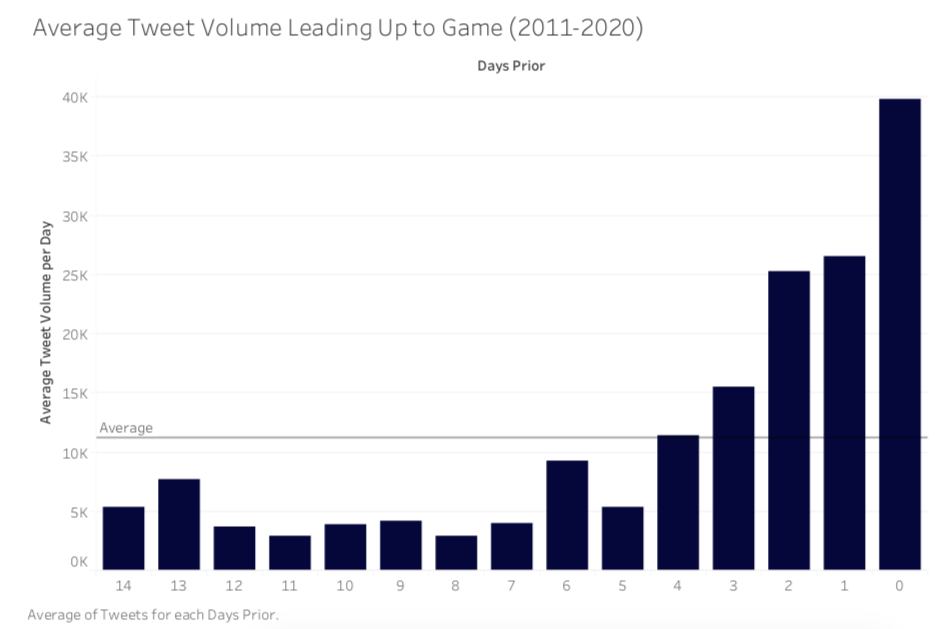 Average Tweet Volume Leading Up to Game (2011-2020)
Days Prior
Average Tweet Volume per Day
40K
35K
30K
25K
20K
15K
10K
5K
0K
Average
14 13 12 11 10 9 8 7 6 5 4 3 2 1 0
Average of Tweets for each Days Prior.